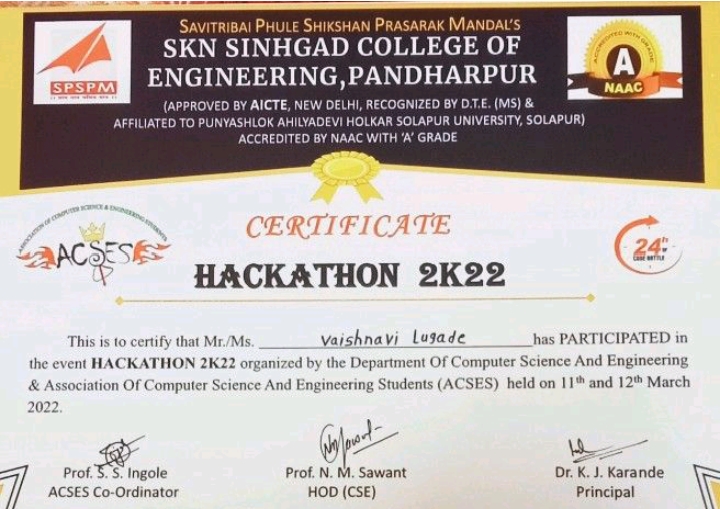 SAVITRIBAI PHULE SHIKSHAN PRASARAK MANDAL'S
SKN SINHGAD COLLEGE OF
ENGINEERING, PANDHARPUR
(APPROVED BY AICTE, NEW DELHI, RECOGNIZED BY D.T.E. (MS) &
AFFILIATED TO PUNYASHLOK AHILYADEVI HOLKAR SOLAPUR UNIVERSITY, SOLAPUR)
ACCREDITED BY NAAC WITH 'A' GRADE
SPSPM
ACCREDITED WITH GRADE
A
NAAC
ASSOCIATION OF COMPUTER SCIENCE & ENGINEERING STUDENTS
ACSES
CERTIFICATE
HACKATHON 2K22
24h
CODE BATTLE
This is to certify that Mr./Ms. Vaishnavi Lugade has PARTICIPATED in
the event HACKATHON 2K22 organized by the Department Of Computer Science And Engineering
& Association Of Computer Science And Engineering Students (ACSES) held on 11th and 12th March
2022.
Prof. S. S. Ingole
ACSES Co-Ordinator
Prof. N. M. Sawant
HOD (CSE)
Dr. K. J. Karande
Principal